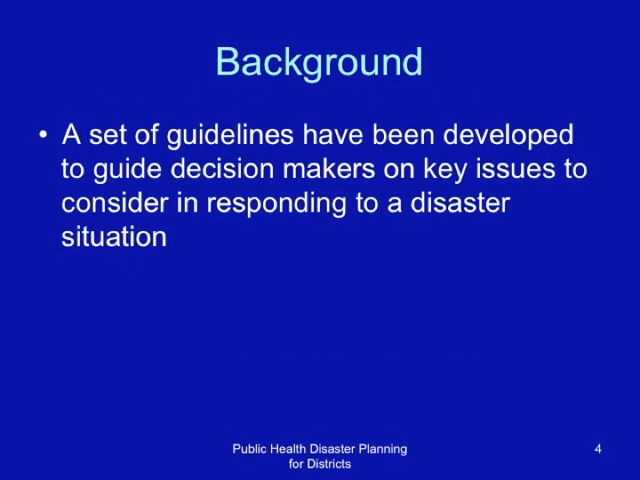 Background
• A set of guidelines have been developed
to guide decision makers on key issues to
consider in responding to a disaster
situation
Public Health Disaster Planning
for Districts
4